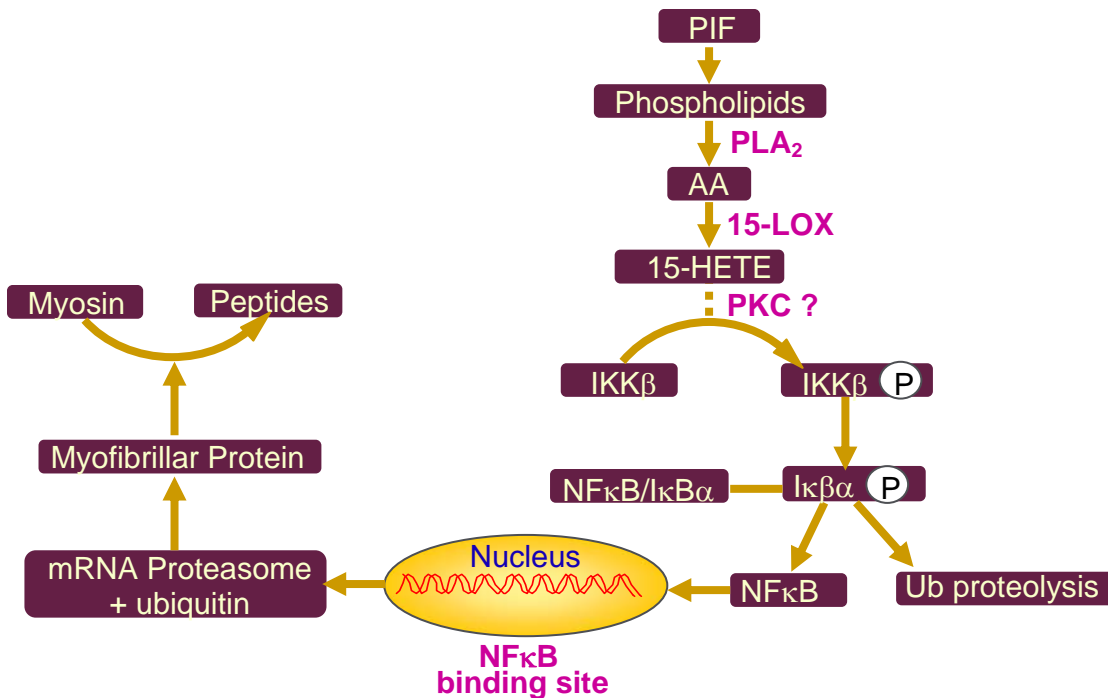 PIF
Phospholipids
PLA₂
AA
15-LOX
15-HETE
PKC ?
Myosin
Peptides
IKKβ
IKKβ P
Myofibrillar Protein
NFκB/IκBα
Iκβα P
mRNA Proteasome
+ ubiquitin
Nucleus
NFκB
Ub proteolysis
NFκB
binding site